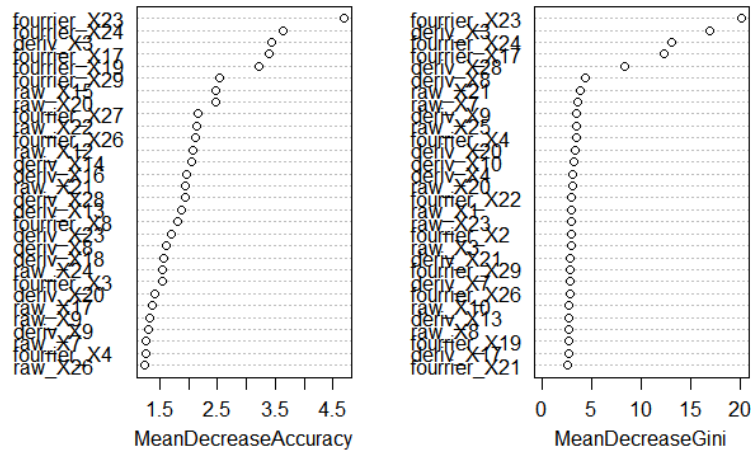 fourrier_X23
fourrier_X24
deriv_X3
fourrier_X17
fourrier_X19
fourrier_X29
raw_X15
raw_X20
fourrier_X27
raw_X22
fourrier_X26
raw_X12
deriv_X14
deriv_X16
raw_X21
deriv_X28
deriv_X13
fourrier_X8
deriv_X23
deriv_X8
deriv_X18
raw_X24
fourrier_X3
deriv_X20
raw_X17
raw_X9
deriv_X9
raw_X7
fourrier_X4
raw_X26
1.5 2.5 3.5 4.5
MeanDecreaseAccuracy
fourrier_X23
deriv_X3
fourrier_X24
fourrier_X17
deriv_X28
deriv_X8
raw_X21
raw_X7
deriv_X9
raw_X25
fourrier_X4
deriv_X20
deriv_X10
deriv_X4
raw_X20
fourrier_X22
raw_X1
raw_X23
fourrier_X2
raw_X3
deriv_X21
fourrier_X29
deriv_X7
fourrier_X26
raw_X10
deriv_X13
raw_X8
fourrier_X19
deriv_X17
fourrier_X21
0 5 10 15 20
MeanDecreaseGini